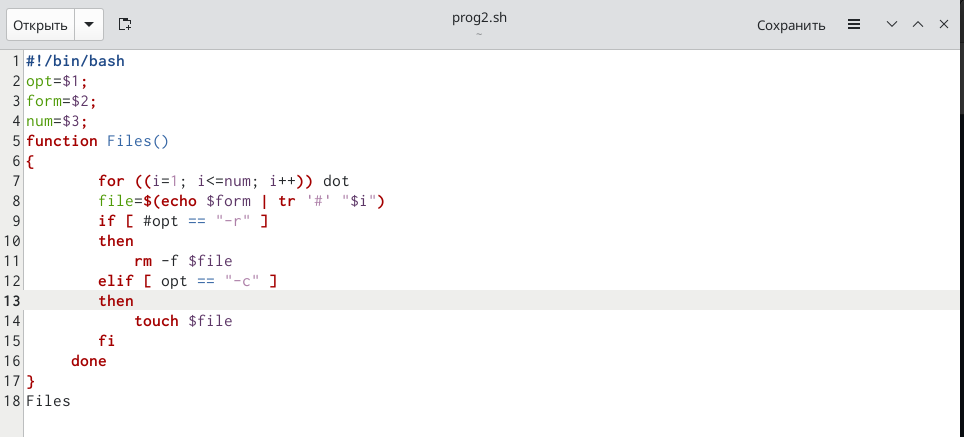 Открыть
prog2.sh
~
Сохранить
1 #!/bin/bash
2 opt=$1;
3 form=$2;
4 num=$3;
5 function Files()
6 {
7 for ((i=1; i<=num; i++)) dot
8 file=$(echo $form | tr '#' "$i")
9 if [ #opt == "-r" ]
10 then
11 rm -f $file
12 elif [ opt == "-c" ]
13 then
14 touch $file
15 fi
16 done
17 }
18 Files